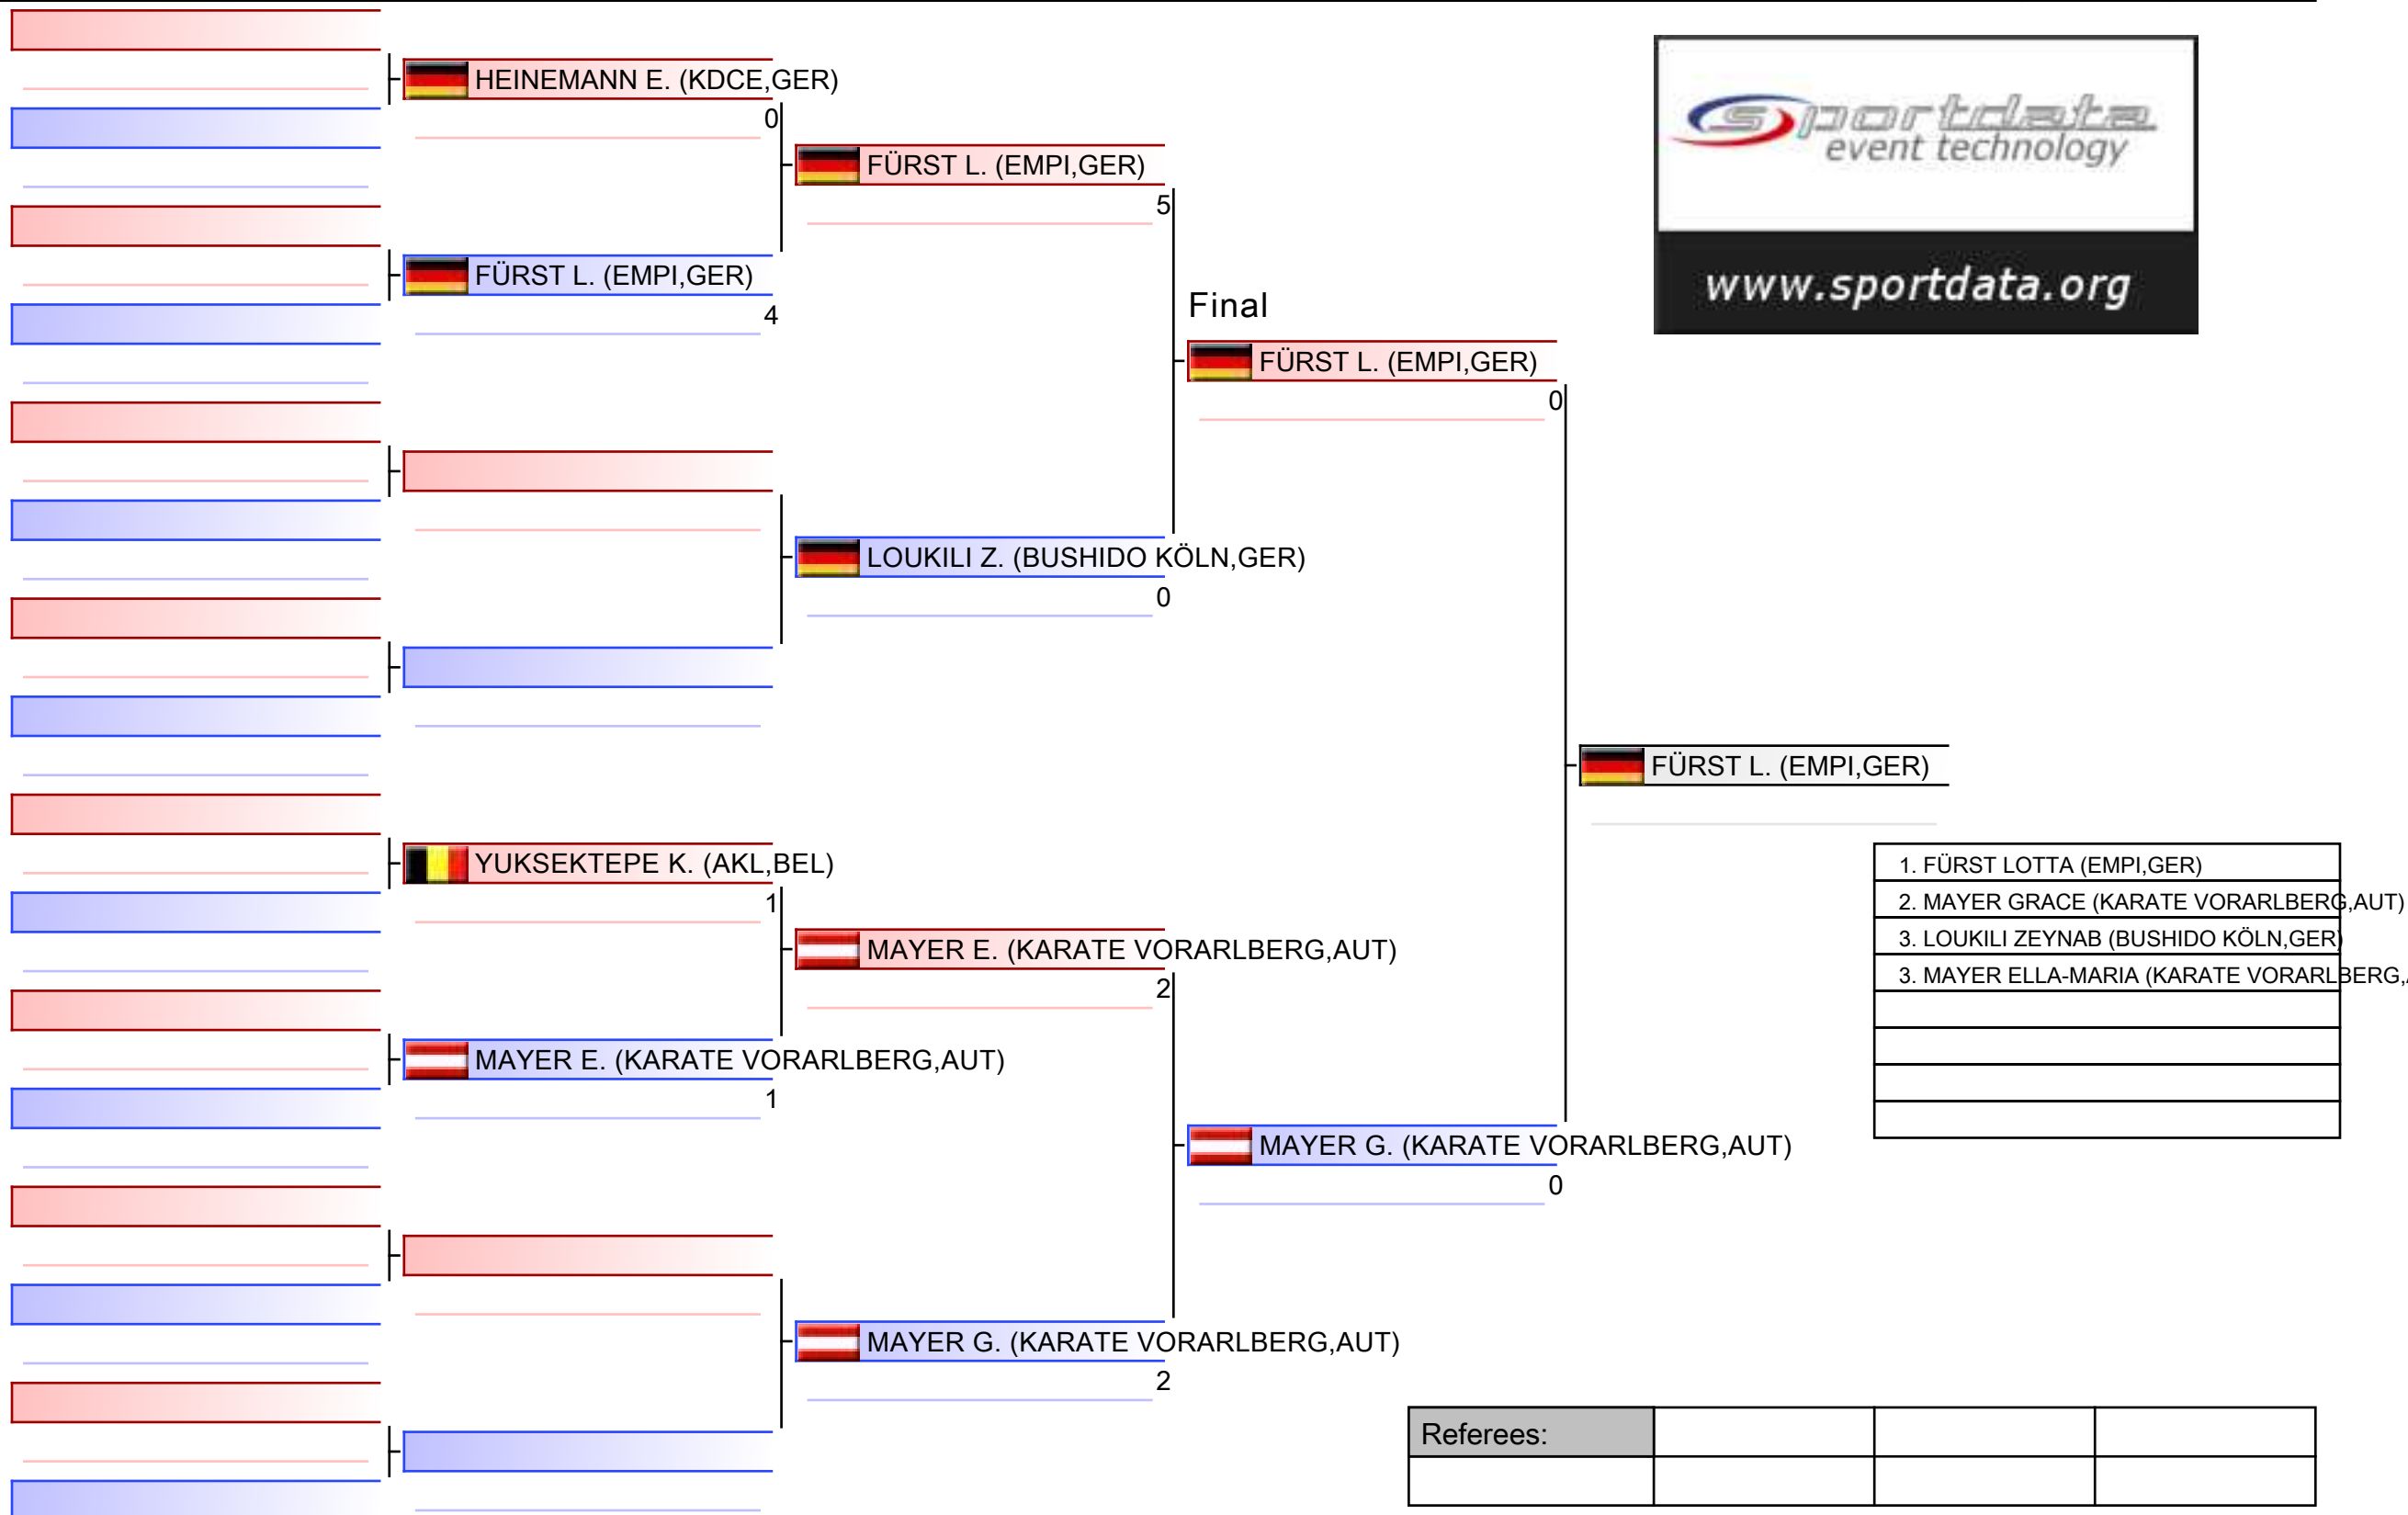 HEINEMANN E. (KDCE,GER)
0
FÜRST L. (EMPI,GER)
5
FÜRST L. (EMPI,GER)
4
Final
FÜRST L. (EMPI,GER)
0
LOUKILI Z. (BUSHIDO KÖLN,GER)
0
FÜRST L. (EMPI,GER)
YUKSEKTEPE K. (AKL,BEL)
1
MAYER E. (KARATE VORARLBERG,AUT)
2
MAYER E. (KARATE VORARLBERG,AUT)
1
MAYER G. (KARATE VORARLBERG,AUT)
0
MAYER G. (KARATE VORARLBERG,AUT)
2
sportdata
event technology
www.sportdata.org
1. FÜRST LOTTA (EMPI,GER)
2. MAYER GRACE (KARATE VORARLBERG,AUT)
3. LOUKILI ZEYNAB (BUSHIDO KÖLN,GER)
3. MAYER ELLA-MARIA (KARATE VORARLBERG,
Referees: